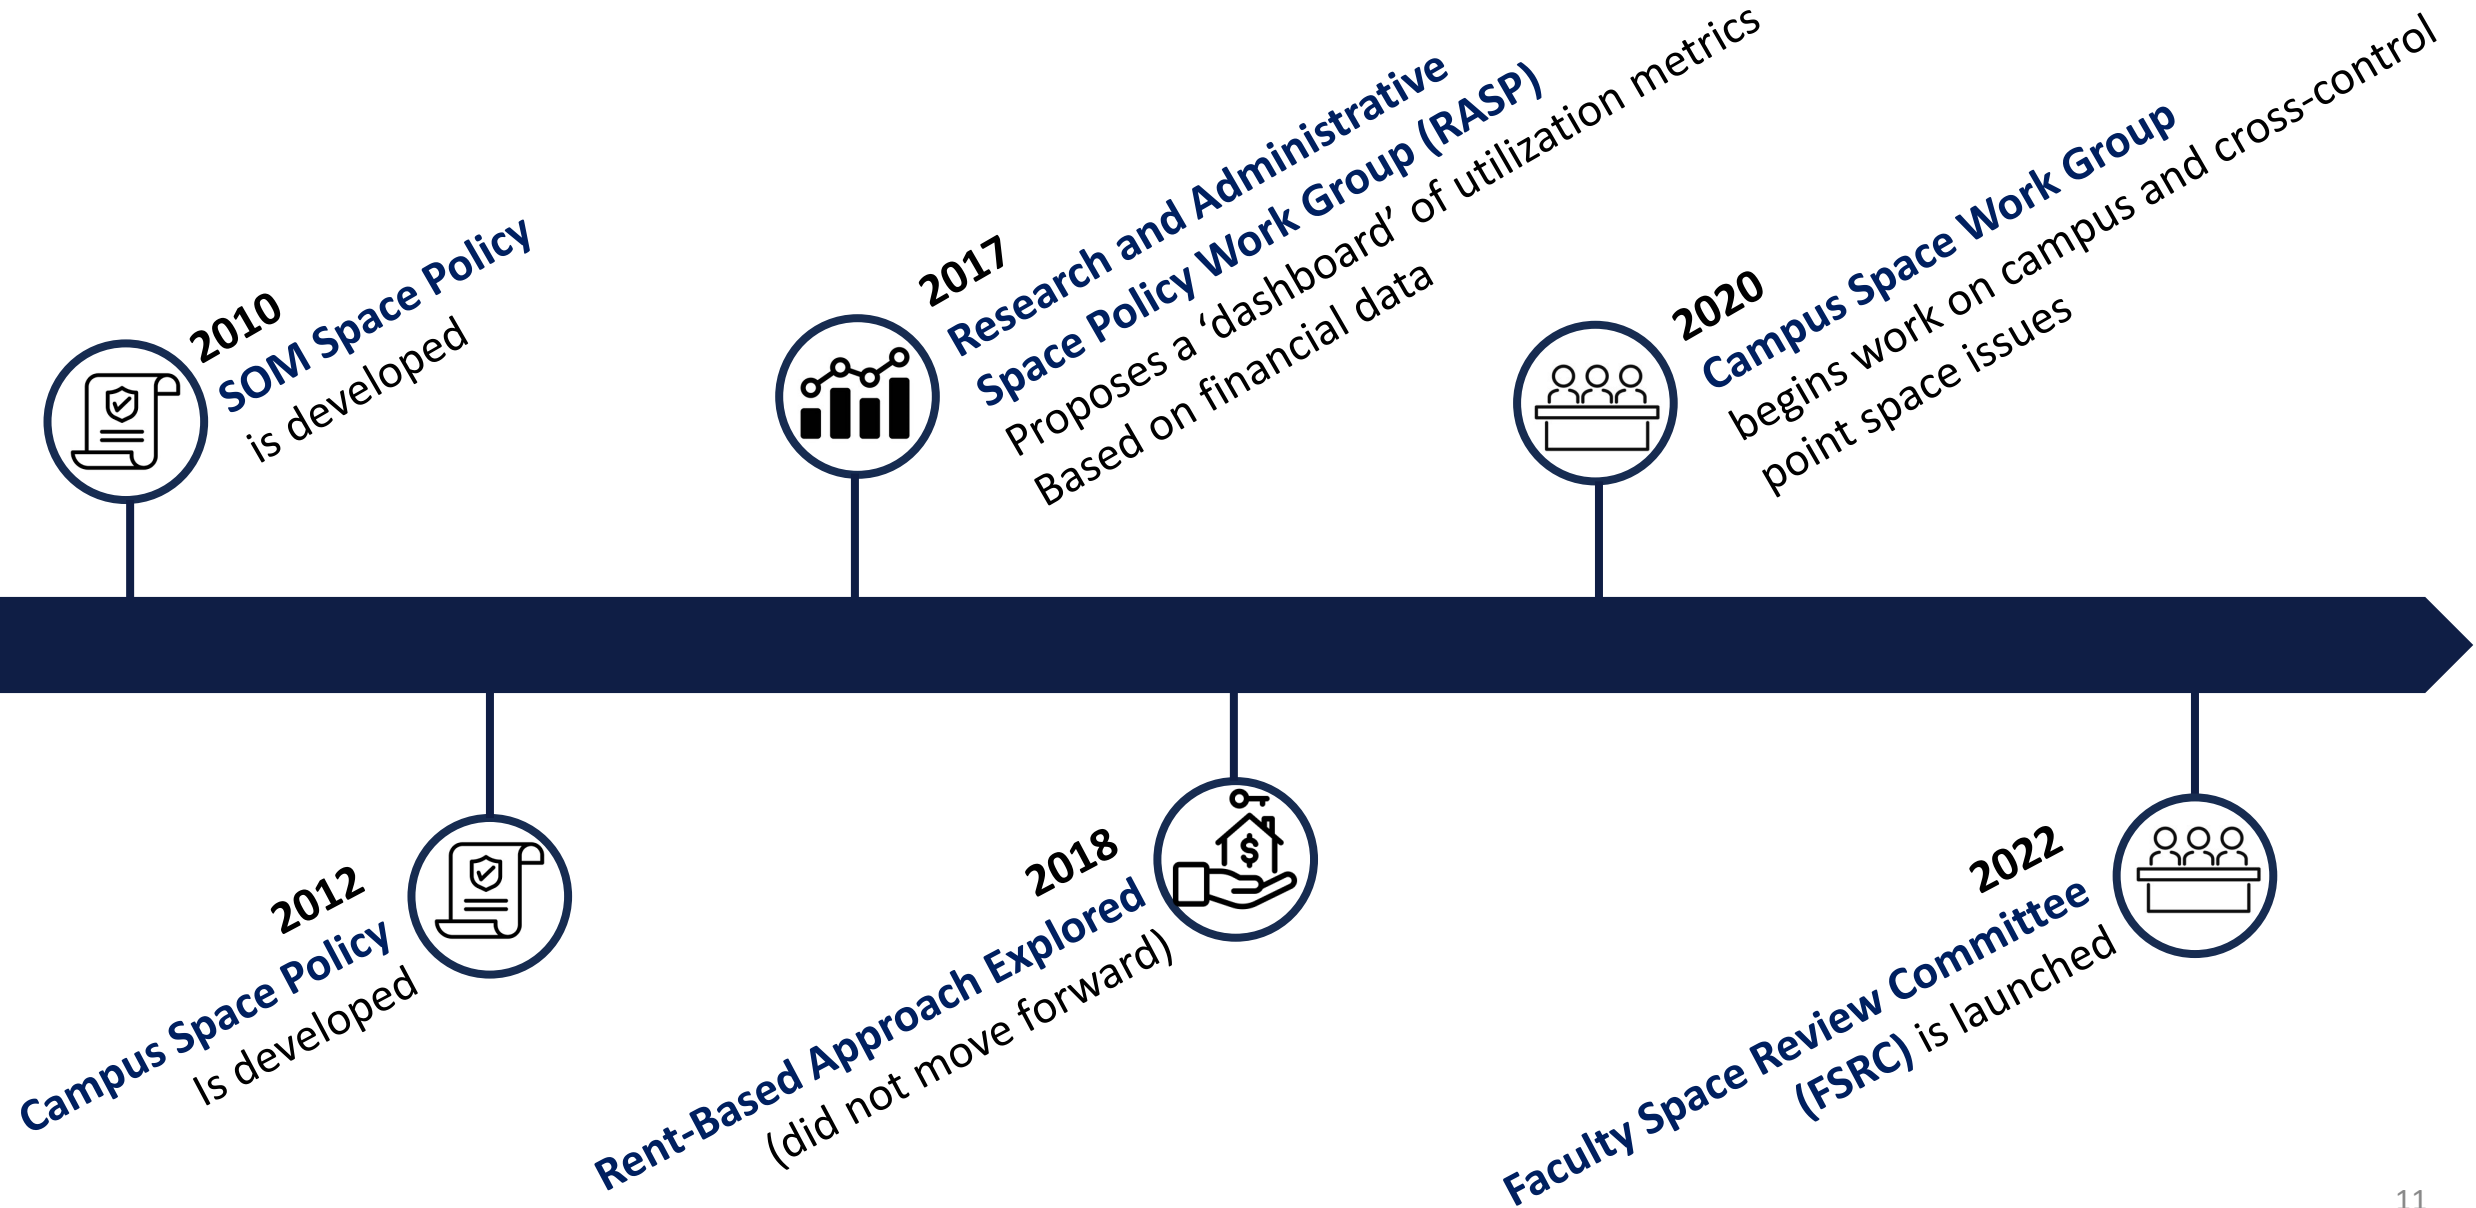 2010
SOM Space Policy
is developed
2012
Campus Space Policy
Is developed
2017
Research and Administrative
Space Policy Work Group (RASP)
Proposes a ‘dashboard’ of utilization metrics
Based on financial data
2018
Rent-Based Approach Explored
(did not move forward)
2020
Campus Space Work Group
begins work on campus and cross-control
point space issues
2022
Faculty Space Review Committee
(FSRC) is launched
11